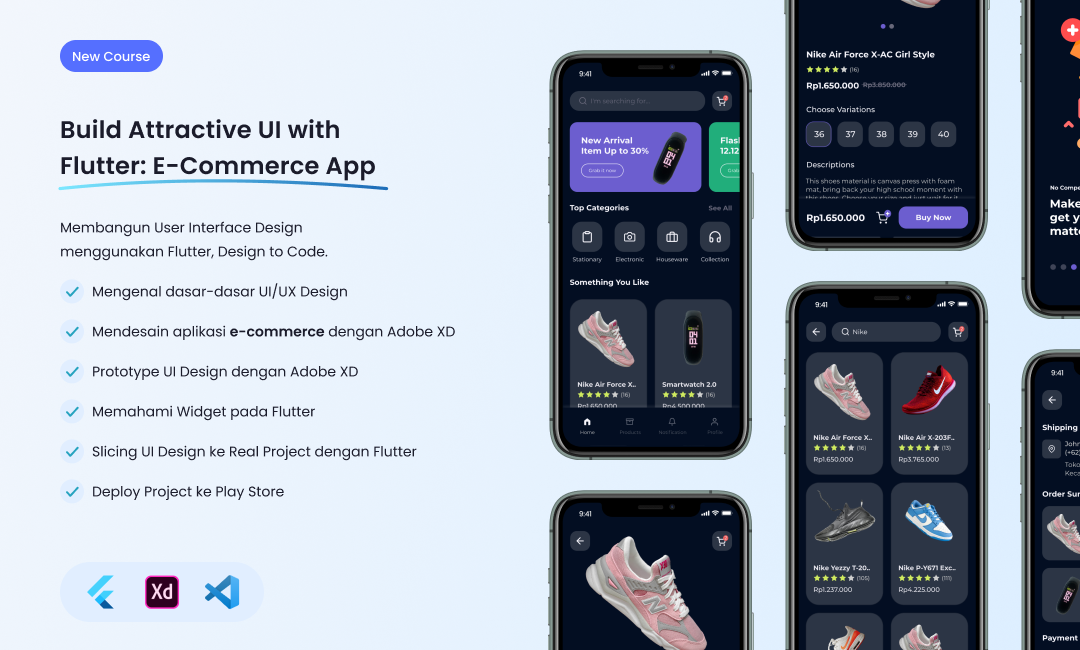 New Course
Build Attractive UI with
Flutter: E-Commerce App
Membangun User Interface Design
menggunakan Flutter, Design to Code.
Mengenal dasar-dasar UI/UX Design
Mendesain aplikasi e-commerce dengan Adobe XD
Prototype UI Design dengan Adobe XD
Memahami Widget pada Flutter
Slicing UI Design ke Real Project dengan Flutter
Deploy Project ke Play Store
Xd
9:41
I'm searching for...
New Arrival
Item Up to 30%
Grab it now
12.12
Top Categories
See All
Stationary
Electronic
Houseware
Collection
Something You Like
Nike Air Force X..
(16)
Rp1.650.000
Smartwatch 2.0
(16)
Rp4.500.000
Home
Products
Notification
Profile
9:41
Nike Air Force X-AC Girl Style
(16)
Rp1.650.000 Rp3.850.000
Choose Variations
36 37 38 39 40
Descriptions
This shoes material is canvas press with foam
mat, bring back your high school moment with
this shoes. Choose your size and just wait for it
Rp1.650.000
Buy Now
9:41
Nike
Nike Air Force X..
(16)
Rp1.650.000
Nike Air X-203F..
(13)
Rp3.765.000
Nike Yezzy T-20..
(105)
Rp1.237.000
Nike P-Y671 Exc..
(111)
Rp4.225.000
No Compe
Make
get y
matt
9:41
Shipping
John
(+62)
Toko
Keca
Order Sur
Payment